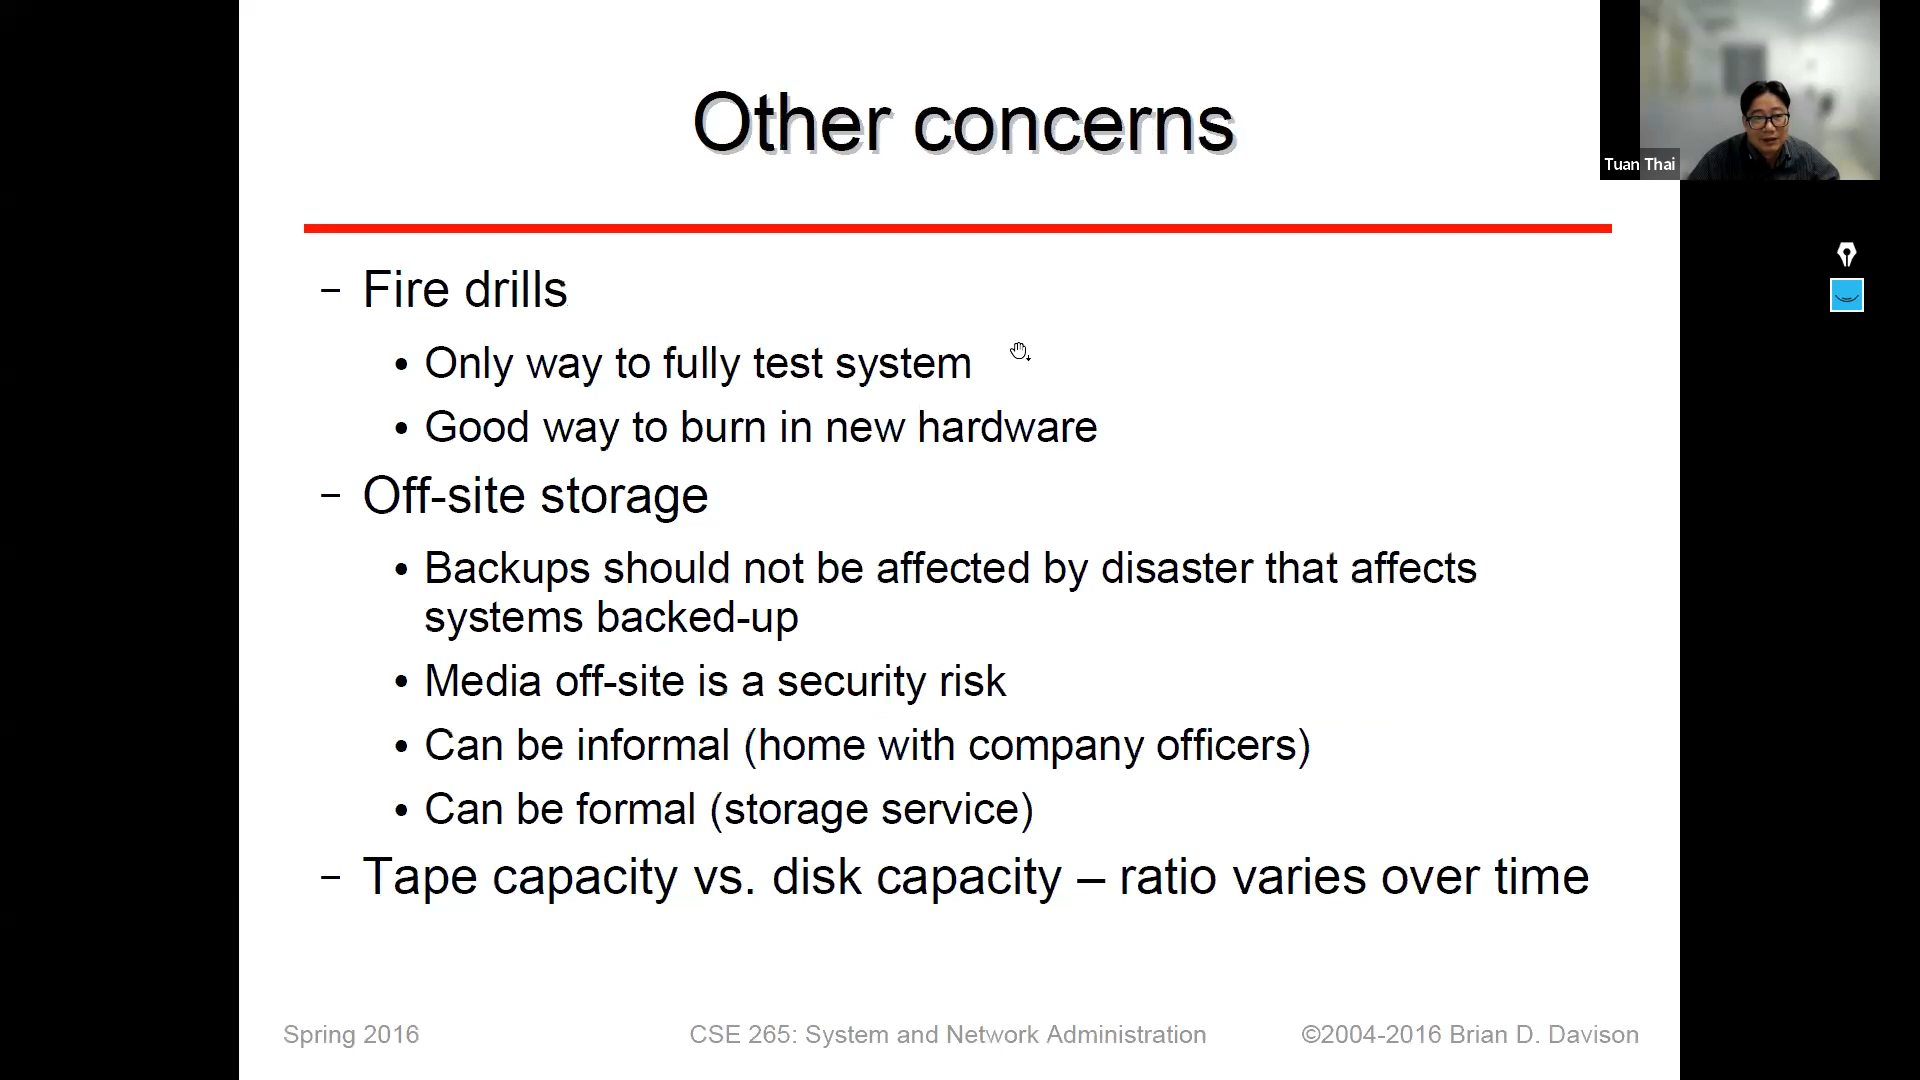 Other concerns
Tuan Thai
– Fire drills
• Only way to fully test system
• Good way to burn in new hardware
– Off-site storage
• Backups should not be affected by disaster that affects
systems backed-up
• Media off-site is a security risk
• Can be informal (home with company officers)
• Can be formal (storage service)
– Tape capacity vs. disk capacity – ratio varies over time
Spring 2016
CSE 265: System and Network Administration
©2004-2016 Brian D. Davison